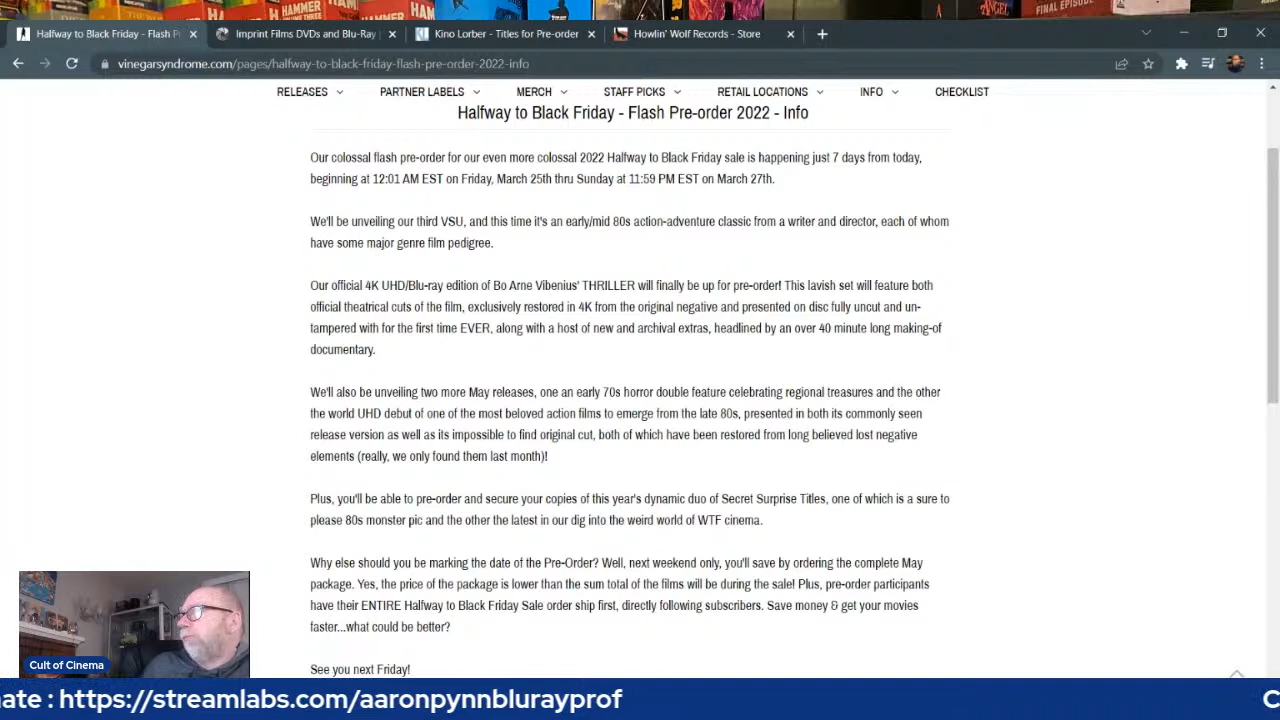 HAMMER
HAMMER
ANGEL
FINAL EPISODE
Halfway to Black Friday - Flash P
Imprint Films DVDs and Blu-Ray
Kino Lorber - Titles for Pre-order
Howlin' Wolf Records - Store
vinegarsyndrome.com/pages/halfway-to-black-friday-flash-pre-order-2022-info
RELEASES PARTNER LABELS MERCH STAFF PICKS RETAIL LOCATIONS INFO CHECKLIST
Halfway to Black Friday - Flash Pre-order 2022 - Info
Our colossal flash pre-order for our even more colossal 2022 Halfway to Black Friday sale is happening just 7 days from today,
beginning at 12:01 AM EST on Friday, March 25th thru Sunday at 11:59 PM EST on March 27th.
We'll be unveiling our third VSU, and this time it's an early/mid 80s action-adventure classic from a writer and director, each of whom
have some major genre film pedigree.
Our official 4K UHD/Blu-ray edition of Bo Arne Vibenius' THRILLER will finally be up for pre-order! This lavish set will feature both
official theatrical cuts of the film, exclusively restored in 4K from the original negative and presented on disc fully uncut and un-
tampered with for the first time EVER, along with a host of new and archival extras, headlined by an over 40 minute long making-of
documentary.
We'll also be unveiling two more May releases, one an early 70s horror double feature celebrating regional treasures and the other
the world UHD debut of one of the most beloved action films to emerge from the late 80s, presented in both its commonly seen
release version as well as its impossible to find original cut, both of which have been restored from long believed lost negative
elements (really, we only found them last month)!
Plus, you'll be able to pre-order and secure your copies of this year's dynamic duo of Secret Surprise Titles, one of which is a sure to
please 80s monster pic and the other the latest in our dig into the weird world of WTF cinema.
Why else should you be marking the date of the Pre-Order? Well, next weekend only, you'll save by ordering the complete May
package. Yes, the price of the package is lower than the sum total of the films will be during the sale! Plus, pre-order participants
have their ENTIRE Halfway to Black Friday Sale order ship first, directly following subscribers. Save money & get your movies
faster...what could be better?
See you next Friday!
Cult of Cinema
nate : https://streamlabs.com/aaronpynnblurayprof
C